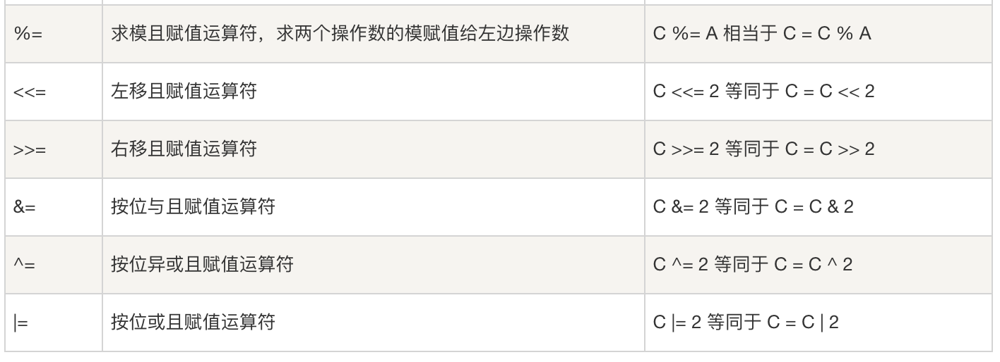 %= 求模且赋值运算符，求两个操作数的模赋值给左边操作数 C %= A 相当于 C = C % A
<<= 左移且赋值运算符 C <<= 2 等同于 C = C << 2
>>= 右移且赋值运算符 C >>= 2 等同于 C = C >> 2
&= 按位与且赋值运算符 C &= 2 等同于 C = C & 2
^= 按位异或且赋值运算符 C ^= 2 等同于 C = C ^ 2
|= 按位或且赋值运算符 C |= 2 等同于 C = C | 2